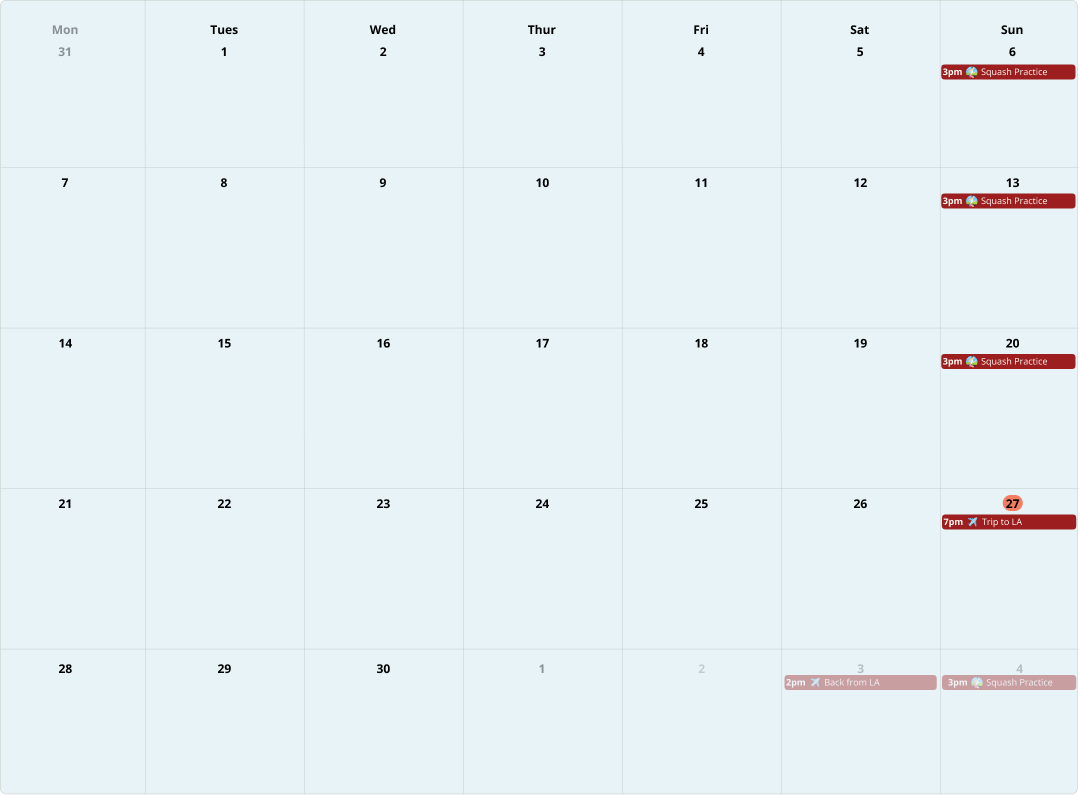 Mon Tues Wed Thur Fri Sat Sun
31 1 2 3 4 5 6
3pm Squash Practice
7 8 9 10 11 12 13
3pm Squash Practice
14 15 16 17 18 19 20
3pm Squash Practice
21 22 23 24 25 26 27
7pm Trip to LA
28 29 30 1 2 3 4
2pm Back from LA 3pm Squash Practice